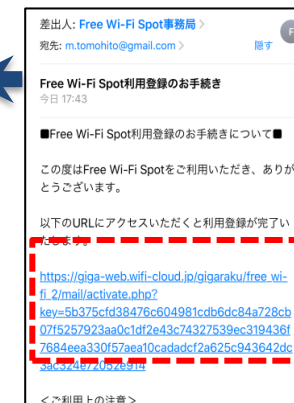 差出人: Free Wi-Fi Spot事務局
宛先: m.tomohito@gmail.com 隠す
Free Wi-Fi Spot利用登録のお手続き
今日 17:43
■Free Wi-Fi Spot利用登録のお手続きについて■
この度はFree Wi-Fi Spotをご利用いただき、ありが
とうございます。
以下のURLにアクセスいただくと利用登録が完了い
たします。
https://giga-web.wifi-cloud.jp/gigaraku/free_wi-
fi_2/mail/activate.php?
key=5b375cfd38476c604981cdb6dc84a728cb
07f5257923aa0c1df2e43c74327539ec319436f
7684eea330f57aea10cadadcf2a625c943642dc
3ac324e72052e914
<ご利用上の注意>